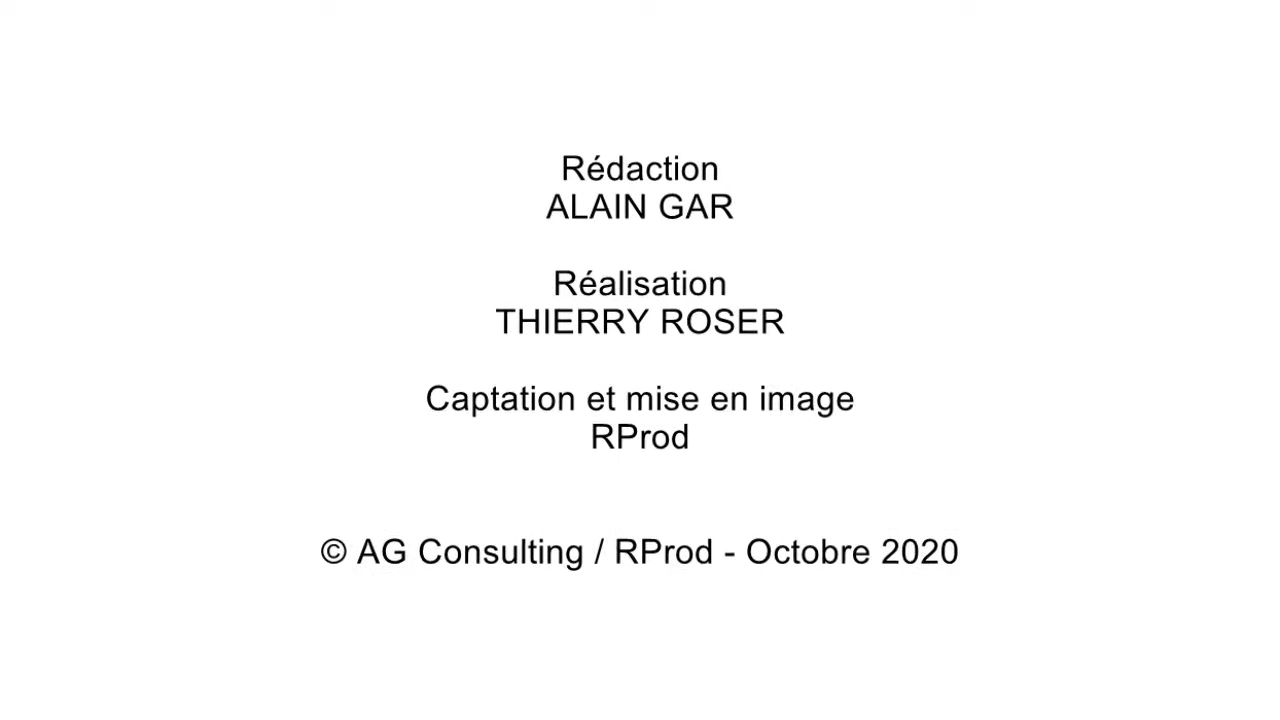 Rédaction
ALAIN GAR
Réalisation
THIERRY ROSER
Captation et mise en image
RProd
© AG Consulting / RProd - Octobre 2020